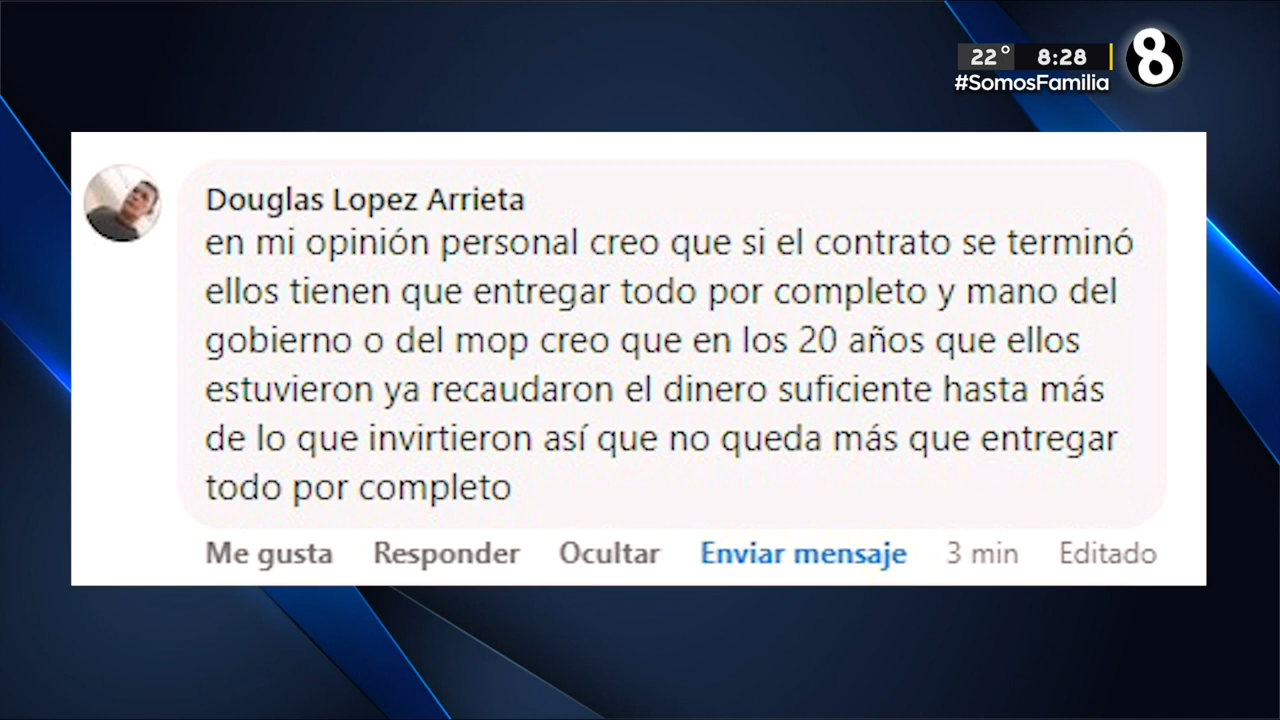 22° 8:28
8
#SomosFamilia
Douglas Lopez Arrieta
en mi opinión personal creo que si el contrato se terminó
ellos tienen que entregar todo por completo y mano del
gobierno o del mop creo que en los 20 años que ellos
estuvieron ya recaudaron el dinero suficiente hasta más
de lo que invirtieron así que no queda más que entregar
todo por completo
Me gusta Responder Ocultar Enviar mensaje 3 min Editado